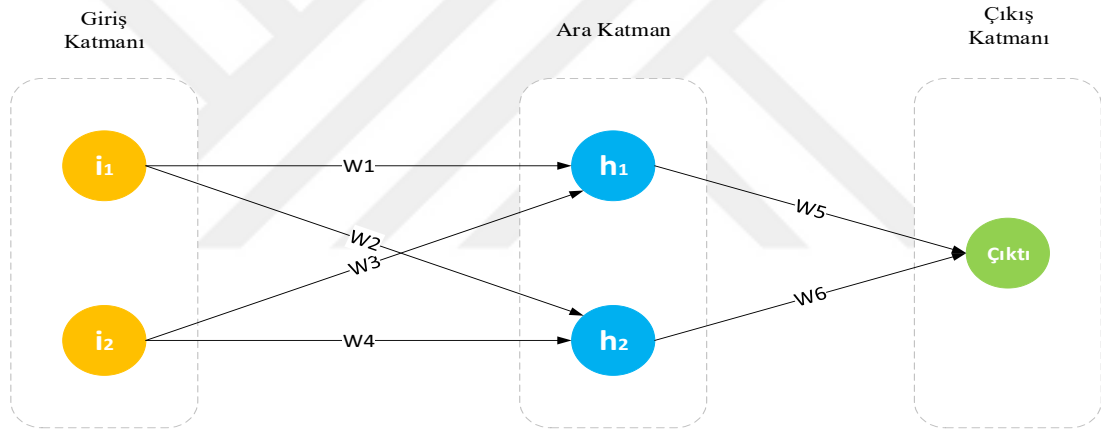 Giriş
Katmanı
Ara Katman
Çıkış
Katmanı
i1
W1
h1
W5
W2
W3
Çıktı
W6
i2
W4
h2